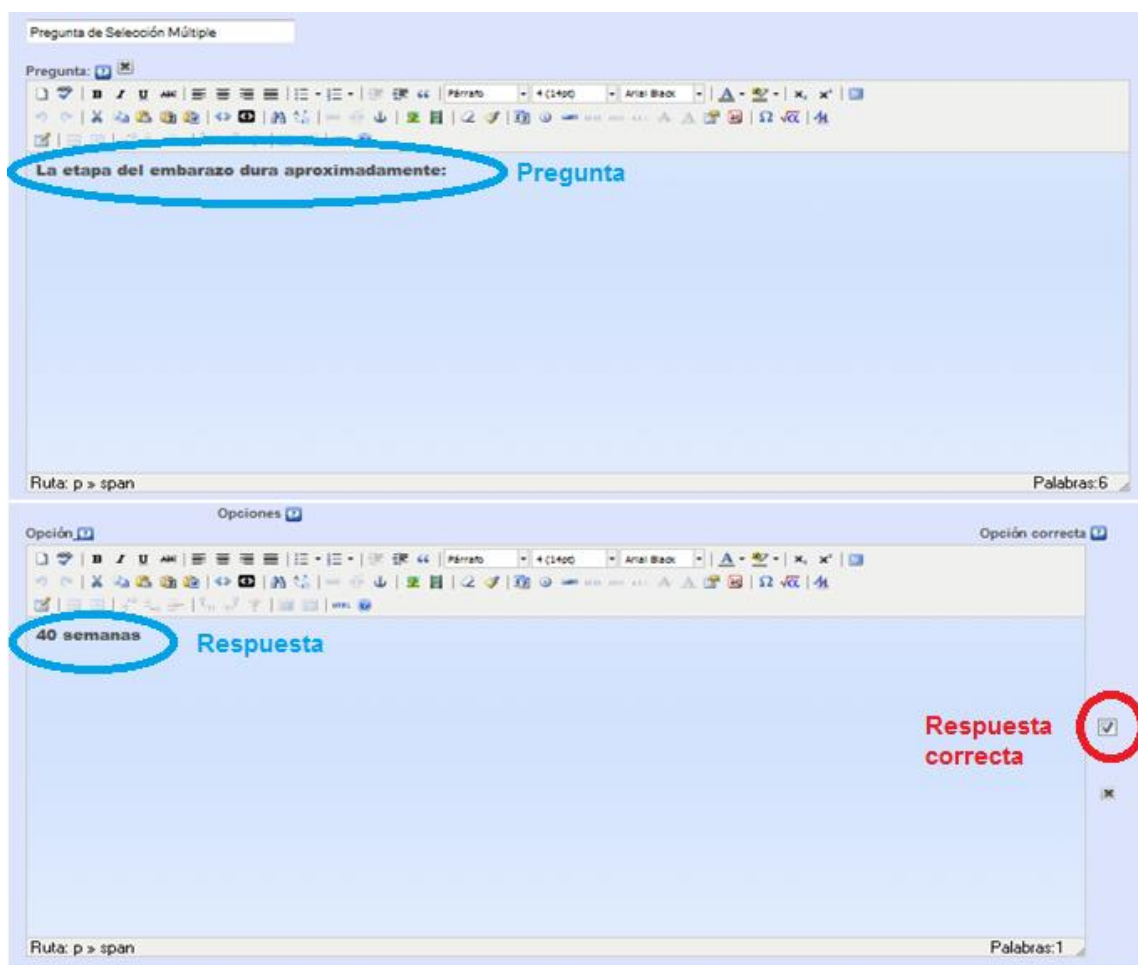 Pregunta de Selección Múltiple
Pregunta:
Párrafo 4 (14pt) Arial Black
La etapa del embarazo dura aproximadamente:
Pregunta
Ruta: p » span Palabras:6
Opciones
Opción Opción correcta
Párrafo 4 (14pt) Arial Black
HTML
40 semanas
Respuesta
Respuesta
correcta
Ruta: p » span Palabras:1